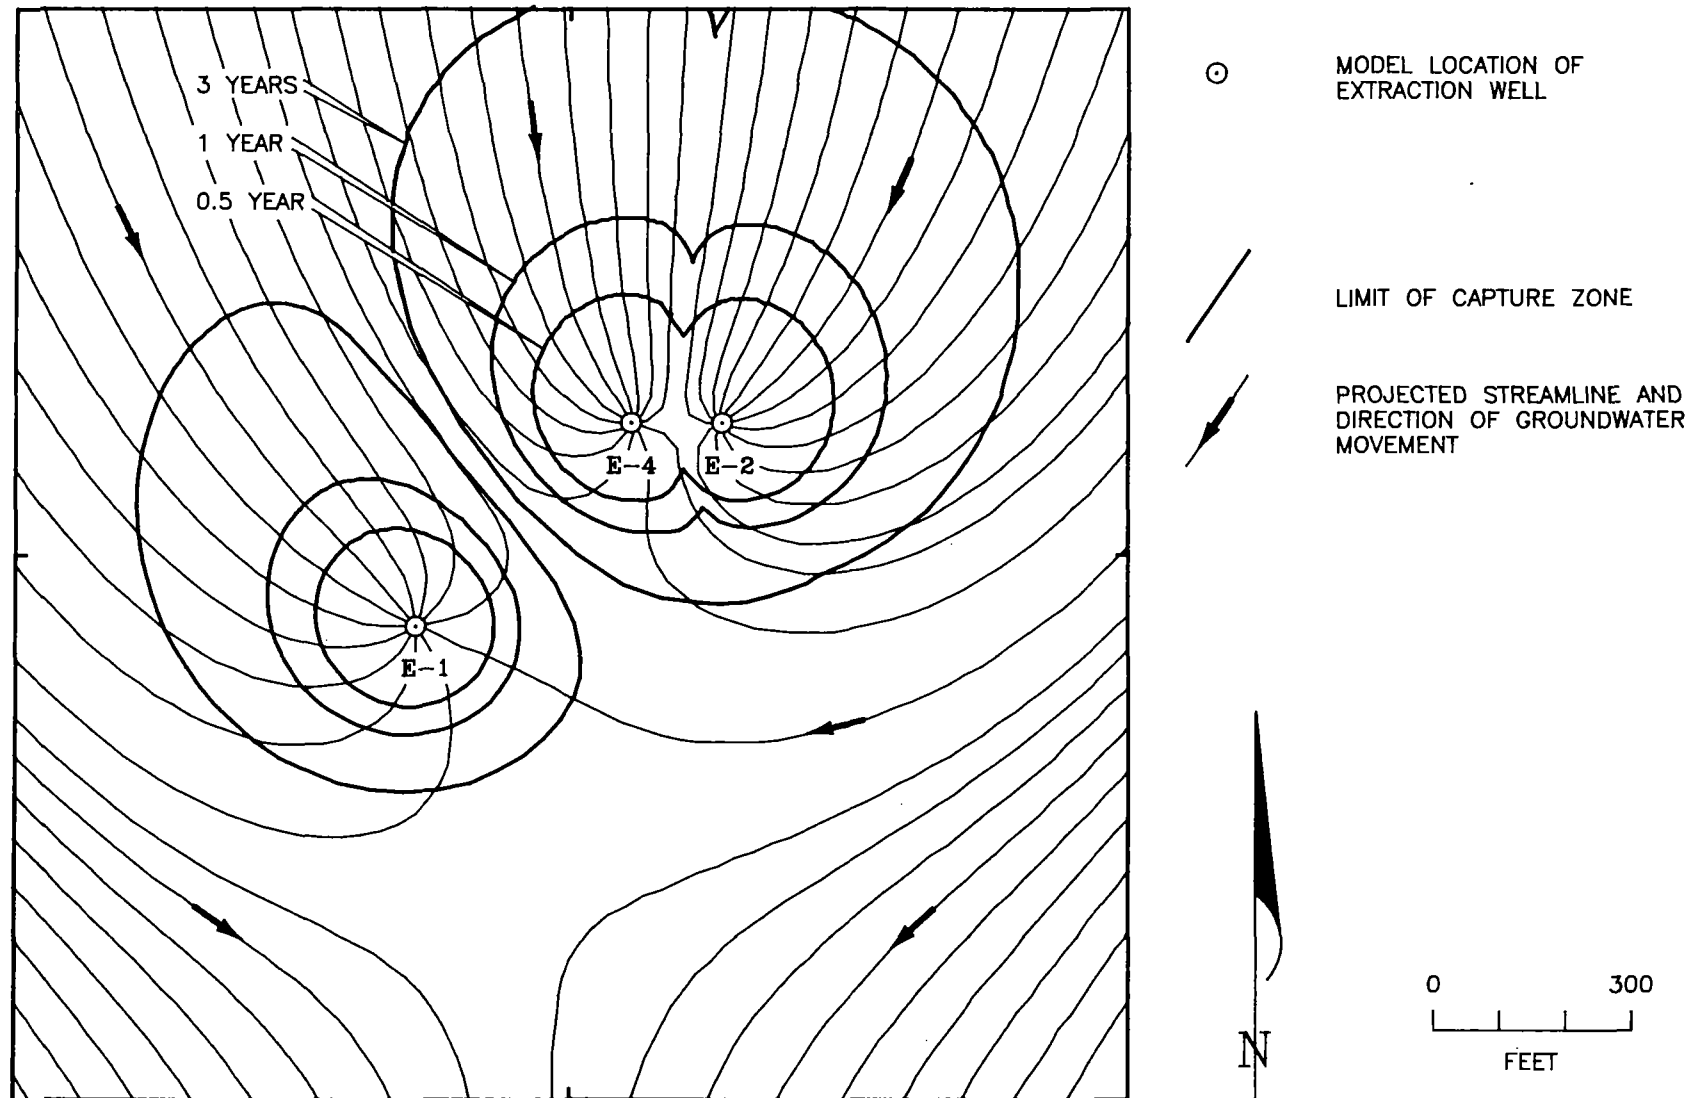 3 YEARS
1 YEAR
0.5 YEAR
E-4
E-2
E-1
MODEL LOCATION OF
EXTRACTION WELL
LIMIT OF CAPTURE ZONE
PROJECTED STREAMLINE AND
DIRECTION OF GROUNDWATER
MOVEMENT
N
0 300
FEET